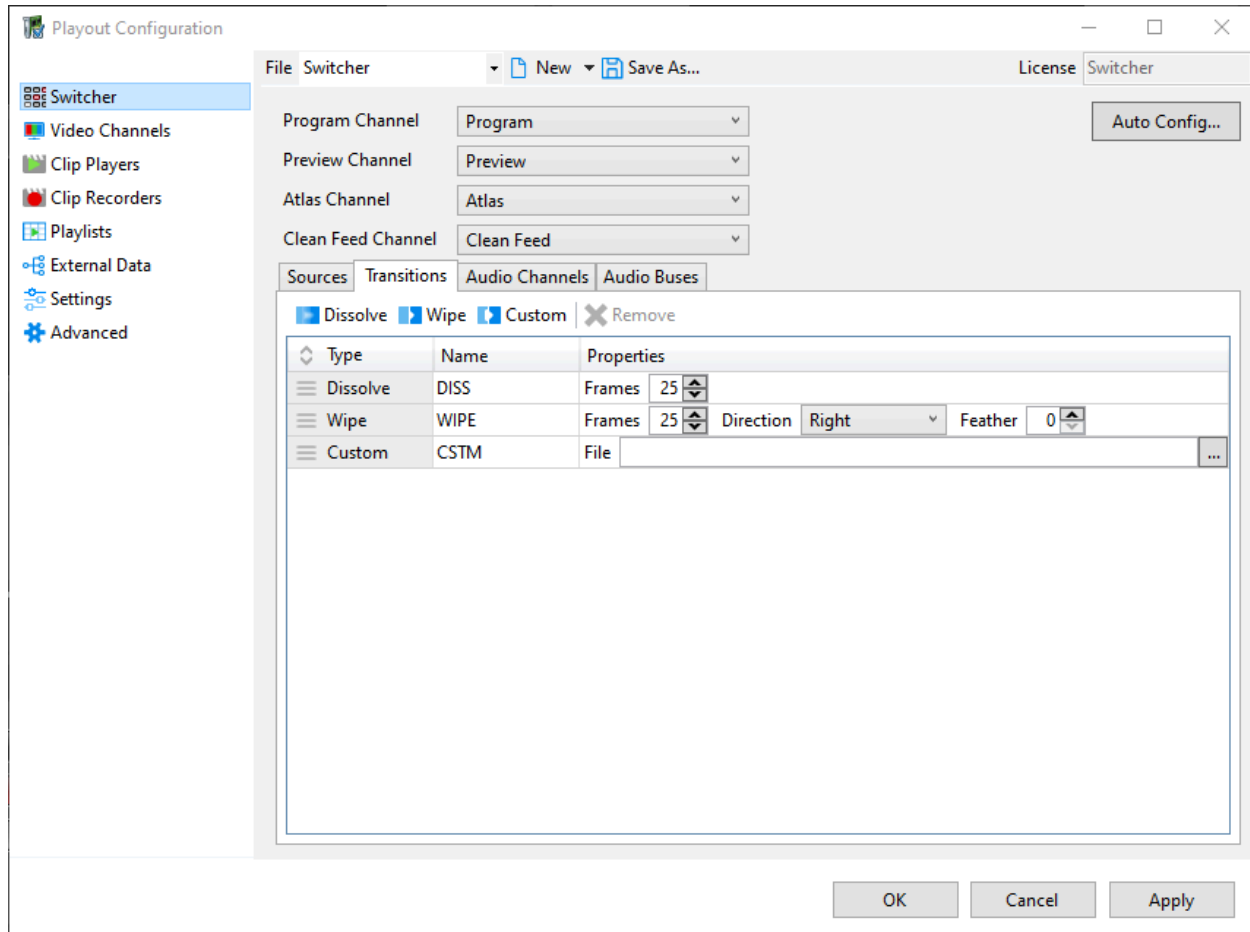 Playout Configuration
File Switcher New Save As... License Switcher
Switcher
Video Channels
Clip Players
Clip Recorders
Playlists
External Data
Settings
Advanced
Program Channel Program Auto Config...
Preview Channel Preview
Atlas Channel Atlas
Clean Feed Channel Clean Feed
Sources Transitions Audio Channels Audio Buses
Dissolve Wipe Custom Remove
Type Name Properties
Dissolve DISS Frames 25
Wipe WIPE Frames 25 Direction Right Feather 0
Custom CSTM File ...
OK Cancel Apply